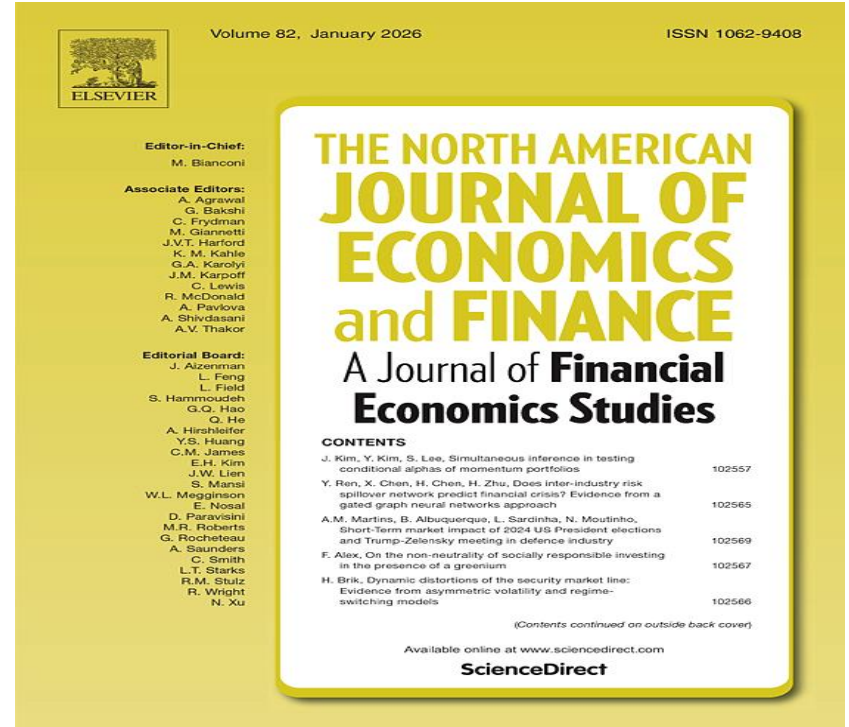 Volume 82, January 2026
ISSN 1062-9408
ELSEVIER
Editor-in-Chief:
M. Bianconi
Associate Editors:
A. Agrawal
G. Bakshi
C. Frydman
M. Giannetti
J.V.T. Harford
K. M. Kahle
G.A. Karolyi
J.M. Karpoff
C. Lewis
R. McDonald
A. Pavlova
A. Shivdasani
A.V. Thakor
Editorial Board:
J. Aizenman
L. Feng
L. Field
S. Hammoudeh
G.Q. Hao
Q. He
A. Hirshleifer
Y.S. Huang
C.M. James
E.H. Kim
J.W. Lien
S. Mansi
W.L. Megginson
E. Nosal
D. Paravisini
M.R. Roberts
G. Rocheteau
A. Saunders
C. Smith
L.T. Starks
R.M. Stulz
R. Wright
N. Xu
THE NORTH AMERICAN
JOURNAL OF
ECONOMICS
and FINANCE
A Journal of Financial
Economics Studies
CONTENTS
J. Kim, Y. Kim, S. Lee, Simultaneous inference in testing
conditional alphas of momentum portfolios 102557
Y. Ren, X. Chen, H. Chen, H. Zhu, Does inter-industry risk
spillover network predict financial crisis? Evidence from a
gated graph neural networks approach 102565
A.M. Martins, B. Albuquerque, L. Sardinha, N. Moutinho,
Short-Term market impact of 2024 US President elections
and Trump-Zelensky meeting in defence industry 102569
F. Alex, On the non-neutrality of socially responsible investing
in the presence of a greenium 102567
H. Brik, Dynamic distortions of the security market line:
Evidence from asymmetric volatility and regime-
switching models 102566
(Contents continued on outside back cover)
Available online at www.sciencedirect.com
ScienceDirect